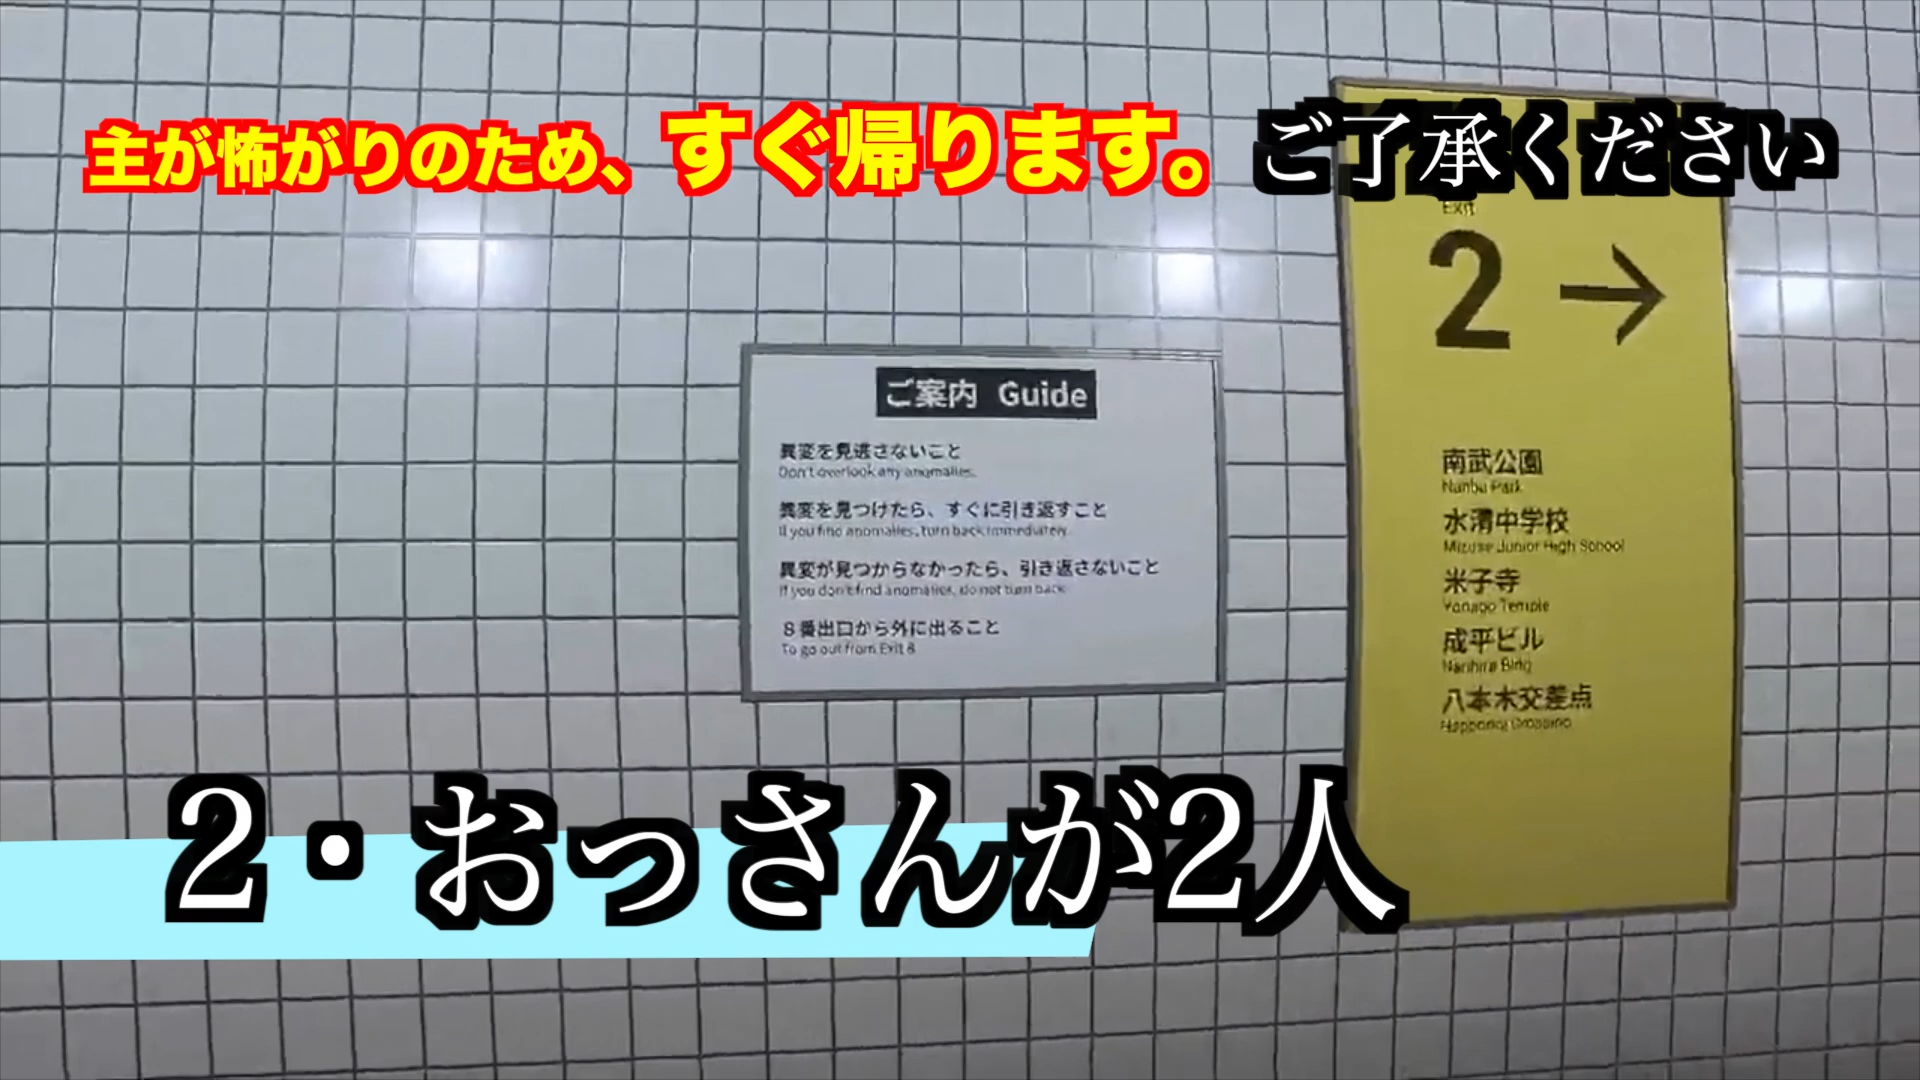 主が怖がりのため、すぐ帰ります。ご了承ください
Exit
2 →
ご案内 Guide
異変を見逃さないこと
Don't overlook any anomalies.
異変を見つけたら、すぐに引き返すこと
If you find anomalies, turn back immediately.
異変が見つからなかったら、引き返さないこと
If you don't find anomalies, do not turn back.
8番出口から外に出ること
To go out from Exit 8
南武公園
Nanbu Park
中学校
Junior High School
米子寺
Yonago Temple
成平ビル
Narihira Bldg
八本木交差点
Happongi Crossing
2・おっさんが2人